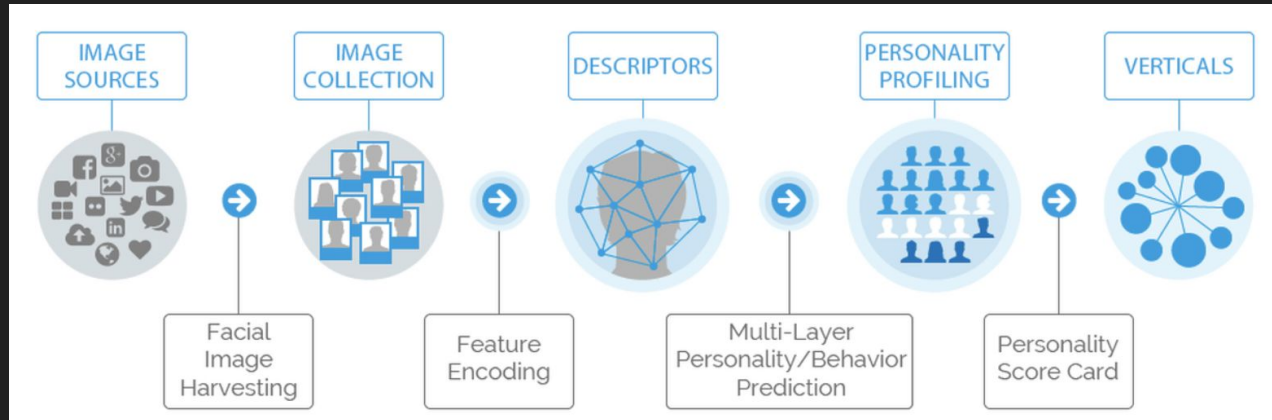 IMAGE
SOURCES
IMAGE
COLLECTION
DESCRIPTORS
PERSONALITY
PROFILING
VERTICALS
Facial
Image
Harvesting
Feature
Encoding
Multi-Layer
Personality/Behavior
Prediction
Personality
Score Card